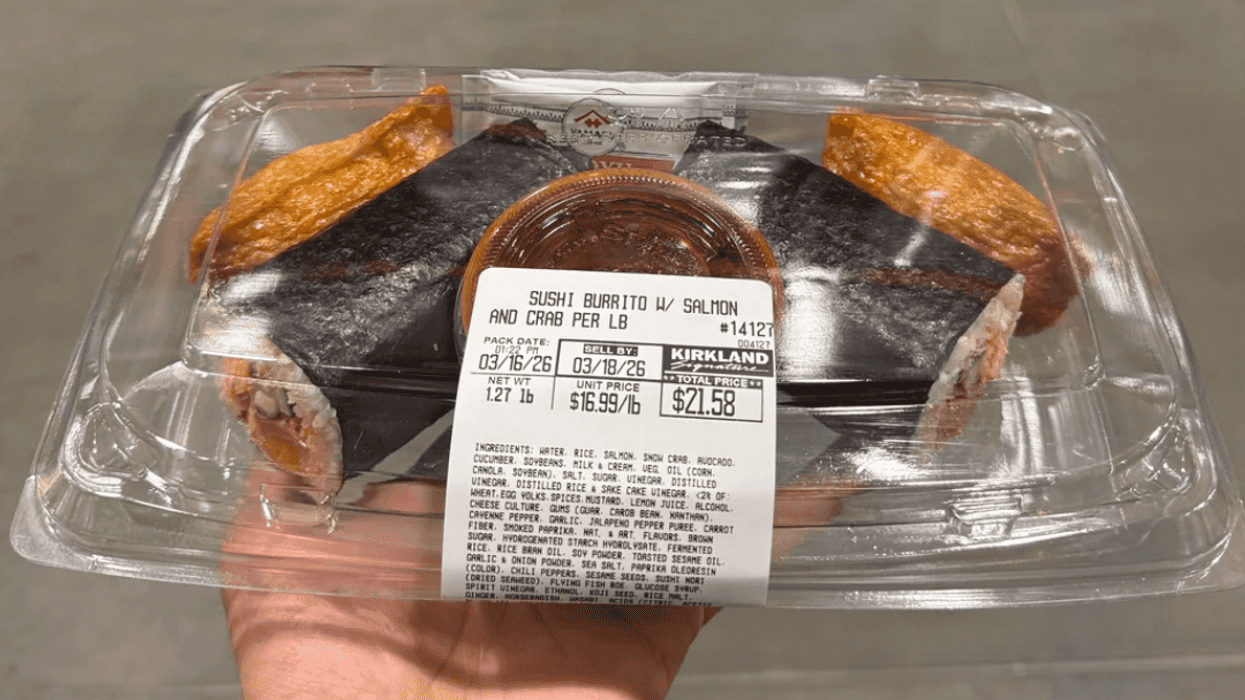 SUSHI BURRITO W/ SALMON
AND CRAB PER LB
#14127
004127
PACK DATE:
01:22 PM
03/16/26
SELL BY:
03/18/26
KIRKLAND
Signature
NET WT
1.27 lb
UNIT PRICE
$16.99/lb
**TOTAL PRICE**
$21.58
INGREDIENTS: WATER, RICE, SALMON, SNOW CRAB, AVOCADO,
CUCUMBER, SOYBEANS, MILK & CREAM, VEG. OIL (CORN,
CANOLA, SOYBEAN), SALT, SUGAR, VINEGAR, DISTILLED
VINEGAR, DISTILLED RICE & SAKE CAKE VINEGAR, <2% OF:
WHEAT, EGG YOLKS, SPICES, MUSTARD, LEMON JUICE, ALCOHOL,
CHEESE CULTURE, GUMS (GUAR, CAROB BEAN, XANTHAN),
CAYENNE PEPPER, GARLIC, JALAPENO PEPPER PUREE, CARROT
FIBER, SMOKED PAPRIKA, NAT. & ART. FLAVORS, BROWN
SUGAR, HYDROGENATED STARCH HYDROLYSATE, FERMENTED
RICE, RICE BRAN OIL, SOY POWDER, TOASTED SESAME OIL,
GARLIC & ONION POWDER, SEA SALT, PAPRIKA OLEORESIN
(COLOR), CHILI PEPPERS, SESAME SEEDS, SUSHI NORI
(DRIED SEAWEED), FLYING FISH ROE, GLUCOSE SYRUP,
SPIRIT VINEGAR, ETHANOL, KOJI SEED, RICE MALT,
GINGER, HORSERADISH, WASABI, ACIDS (CITRIC, ACETIC